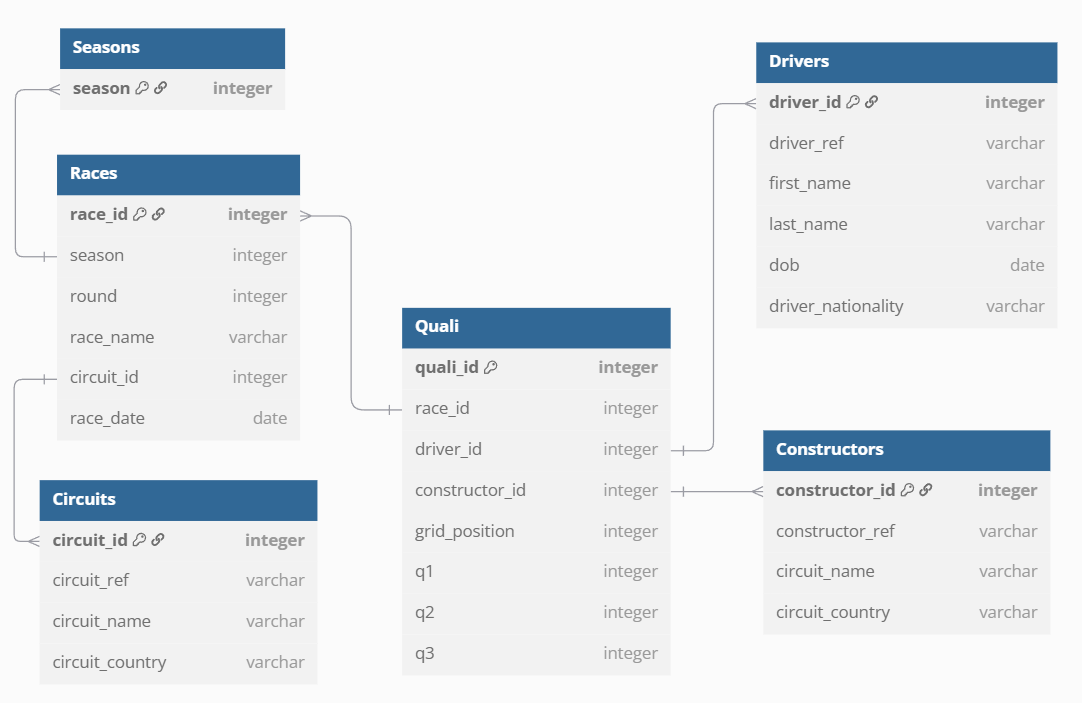 Seasons
season integer
Races
race_id integer
season integer
round integer
race_name varchar
circuit_id integer
race_date date
Circuits
circuit_id integer
circuit_ref varchar
circuit_name varchar
circuit_country varchar
Quali
quali_id integer
race_id integer
driver_id integer
constructor_id integer
grid_position integer
q1 integer
q2 integer
q3 integer
Drivers
driver_id integer
driver_ref varchar
first_name varchar
last_name varchar
dob date
driver_nationality varchar
Constructors
constructor_id integer
constructor_ref varchar
circuit_name varchar
circuit_country varchar